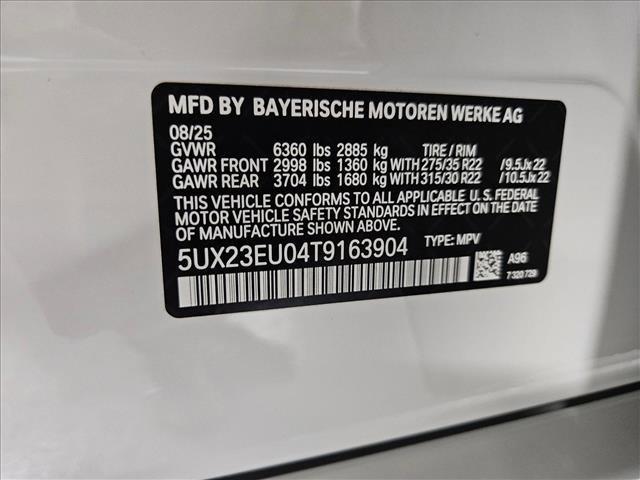 MFD BY BAYERISCHE MOTOREN WERKE AG
08/25
GVWR 6360 lbs 2885 kg TIRE / RIM
GAWR FRONT 2998 lbs 1360 kg WITH 275/35 R22 / 9.5Jx22
GAWR REAR 3704 lbs 1680 kg WITH 315/30 R22 / 10.5Jx22
THIS VEHICLE CONFORMS TO ALL APPLICABLE U. S. FEDERAL
MOTOR VEHICLE SAFETY STANDARDS IN EFFECT ON THE DATE
OF MANUFACTURE SHOWN ABOVE.
5UX23EU04T9163904 TYPE: MPV
A96
7 320 729